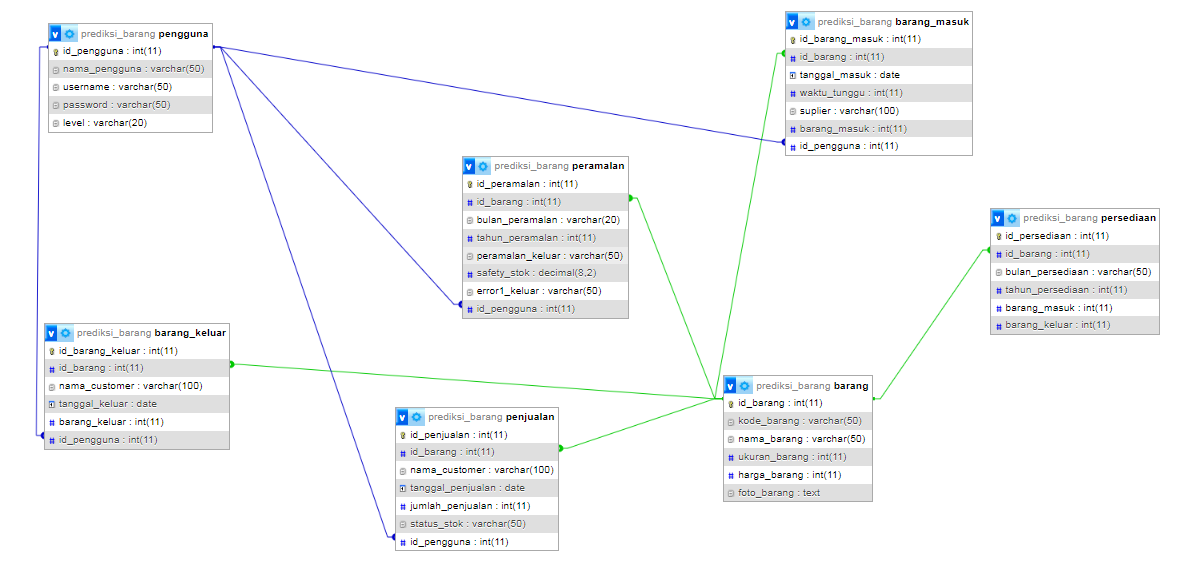 prediksi_barang pengguna
id_pengguna : int(11)
nama_pengguna : varchar(50)
username : varchar(50)
password : varchar(50)
level : varchar(20)
prediksi_barang barang_masuk
id_barang_masuk : int(11)
id_barang : int(11)
tanggal_masuk : date
waktu_tunggu : int(11)
suplier : varchar(100)
barang_masuk : int(11)
id_pengguna : int(11)
prediksi_barang peramalan
id_peramalan : int(11)
id_barang : int(11)
bulan_peramalan : varchar(20)
tahun_peramalan : int(11)
peramalan_keluar : varchar(50)
safety_stok : decimal(8,2)
error1_keluar : varchar(50)
id_pengguna : int(11)
prediksi_barang persediaan
id_persediaan : int(11)
id_barang : int(11)
bulan_persediaan : varchar(50)
tahun_persediaan : int(11)
barang_masuk : int(11)
barang_keluar : int(11)
prediksi_barang barang_keluar
id_barang_keluar : int(11)
id_barang : int(11)
nama_customer : varchar(100)
tanggal_keluar : date
barang_keluar : int(11)
id_pengguna : int(11)
prediksi_barang penjualan
id_penjualan : int(11)
id_barang : int(11)
nama_customer : varchar(100)
tanggal_penjualan : date
jumlah_penjualan : int(11)
status_stok : varchar(50)
id_pengguna : int(11)
prediksi_barang barang
id_barang : int(11)
kode_barang : varchar(50)
nama_barang : varchar(50)
ukuran_barang : int(11)
harga_barang : int(11)
foto_barang : text